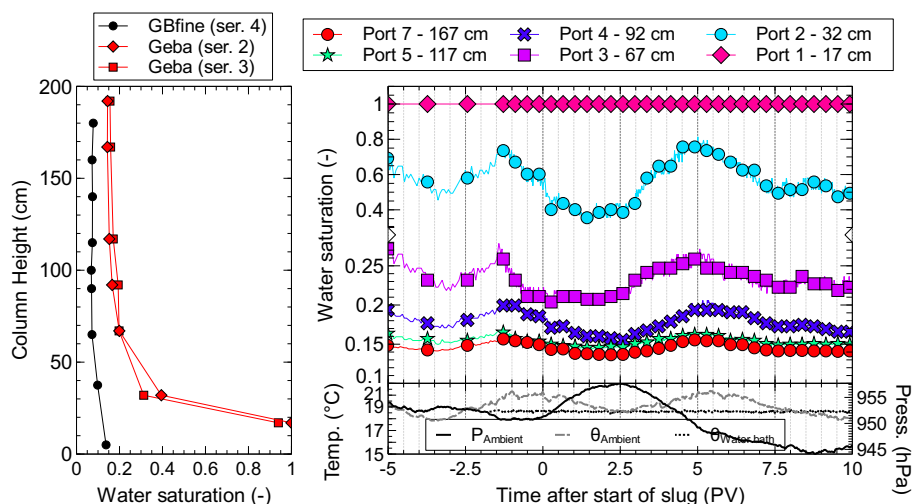 GBfine (ser. 4)
Geba (ser. 2)
Geba (ser. 3)
Port 7 - 167 cm
Port 4 - 92 cm
Port 2 - 32 cm
Port 5 - 117 cm
Port 3 - 67 cm
Port 1 - 17 cm
Column Height (cm)
200
150
100
50
0
0
0.2
0.4
0.6
0.8
1
Water saturation (-)
Water saturation (-)
1
0.8
0.6
0.4
0.25
0.2
0.15
0.1
Temp. (°C)
21
19
17
15
955
950
945
Press. (hPa)
P Ambient
θ Ambient
θ Water bath
-5
-2.5
0
2.5
5
7.5
10
Time after start of slug (PV)